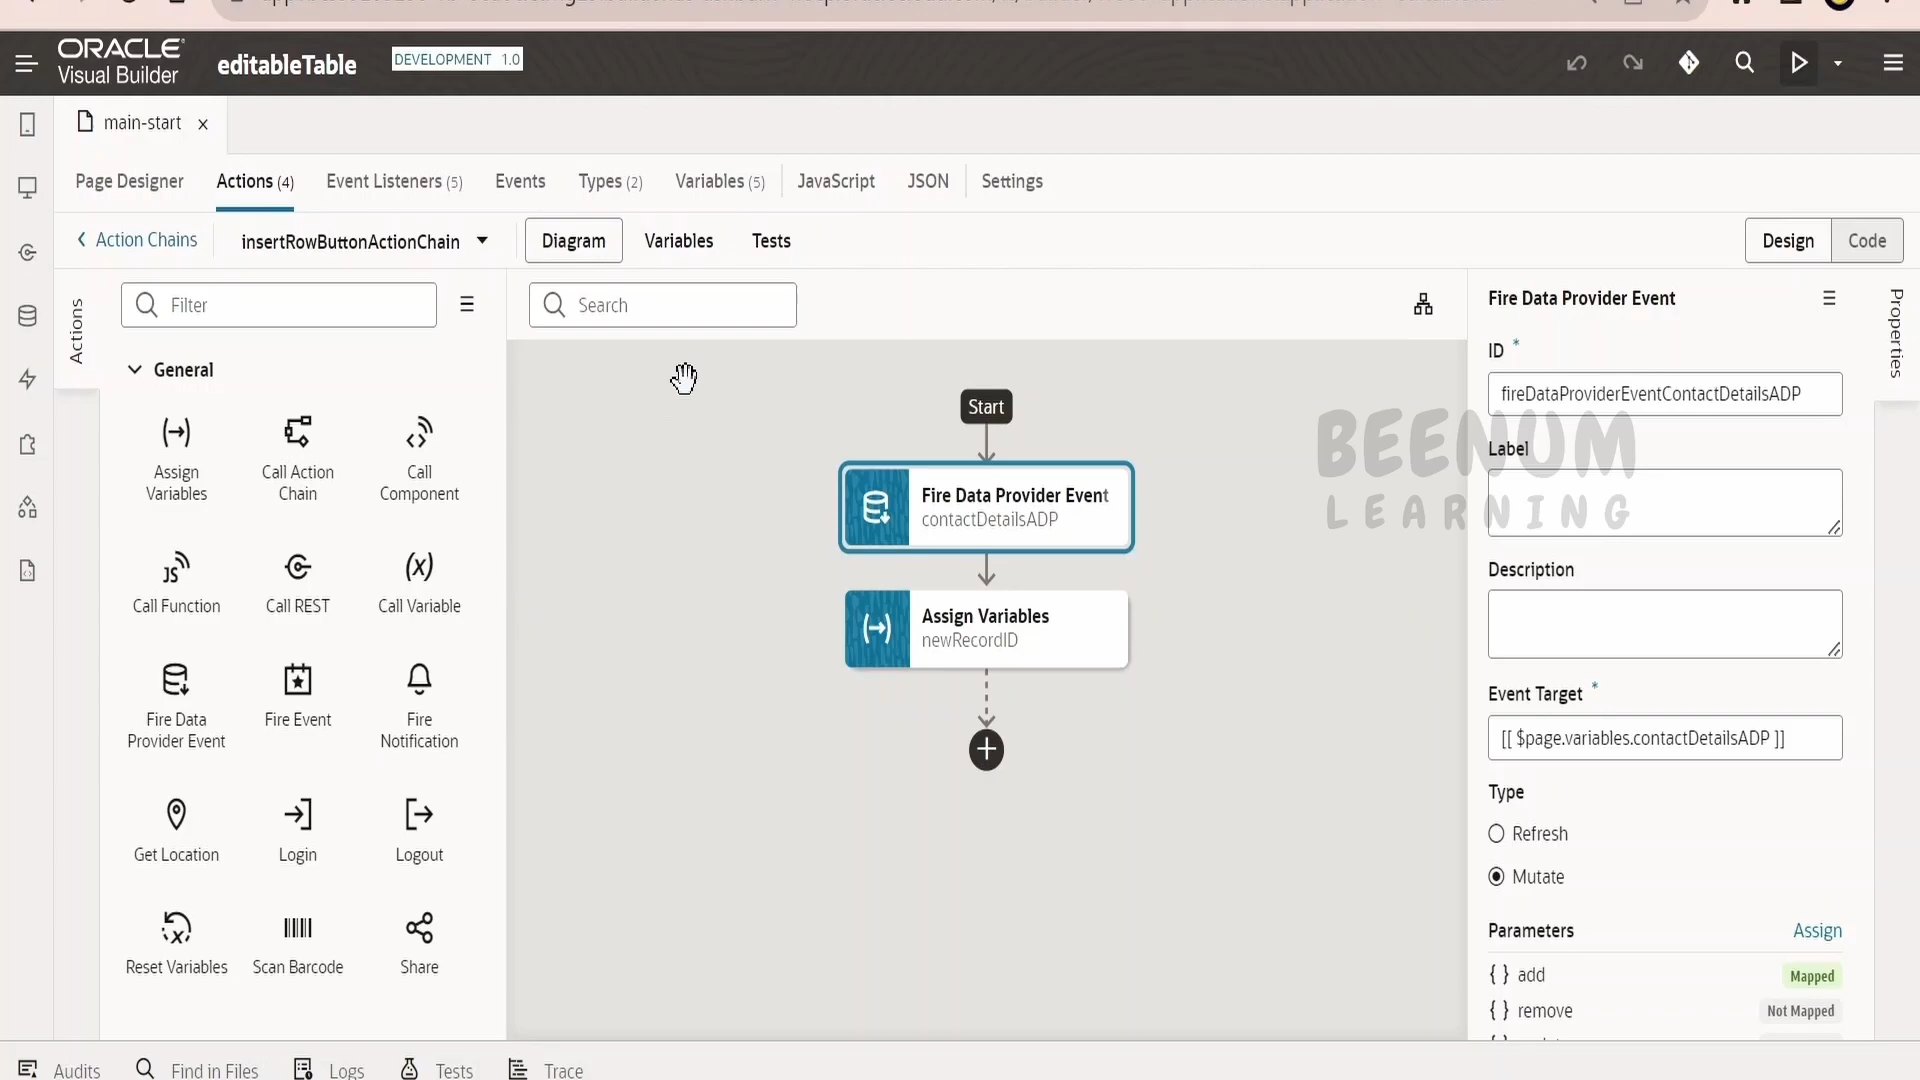 ORACLE
Visual Builder
editableTable
DEVELOPMENT 1.0
main-start
Page Designer
Actions (4)
Event Listeners (5)
Events
Types (2)
Variables (5)
JavaScript
JSON
Settings
Action Chains
insertRowButtonActionChain
Diagram
Variables
Tests
Design
Code
Actions
Filter
Search
General
Assign
Variables
Call Action
Chain
Call
Component
Call Function
Call REST
Call Variable
Fire Data
Provider Event
Fire Event
Fire
Notification
Get Location
Login
Logout
Reset Variables
Scan Barcode
Share
Start
Fire Data Provider Event
contactDetailsADP
Assign Variables
newRecordID
Fire Data Provider Event
Properties
ID *
fireDataProviderEventContactDetailsADP
BEENUM
LEARNING
Label
Description
Event Target *
[[ $page.variables.contactDetailsADP ]]
Type
Refresh
Mutate
Parameters
Assign
{ } add
Mapped
{ } remove
Not Mapped
Audits
Find in Files
Logs
Tests
Trace